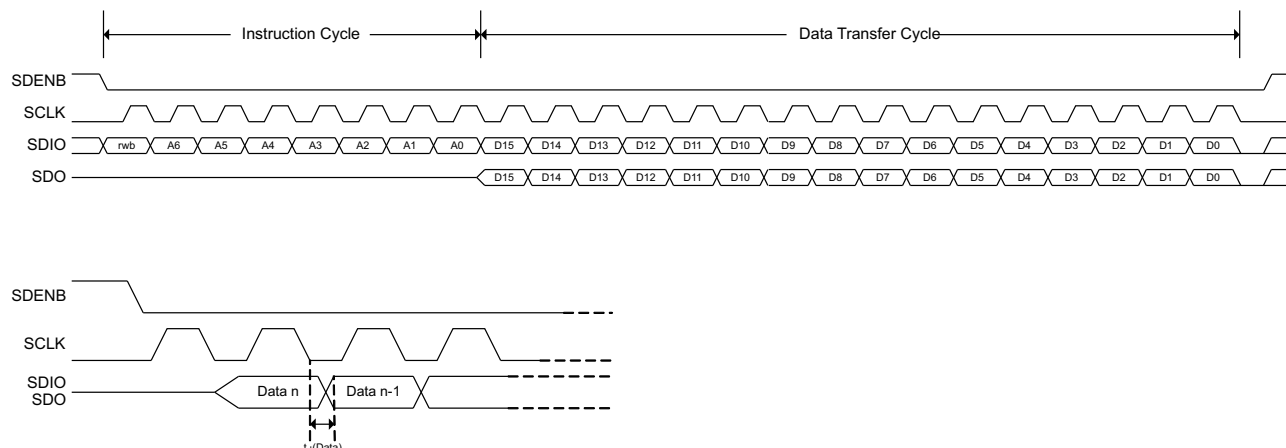 Instruction Cycle Data Transfer Cycle
SDENB
SCLK
SDIO rwb A6 A5 A4 A3 A2 A1 A0 D15 D14 D13 D12 D11 D10 D9 D8 D7 D6 D5 D4 D3 D2 D1 D0
SDO D15 D14 D13 D12 D11 D10 D9 D8 D7 D6 D5 D4 D3 D2 D1 D0
SDENB
SCLK
SDIO
SDO Data n Data n-1
(Data)